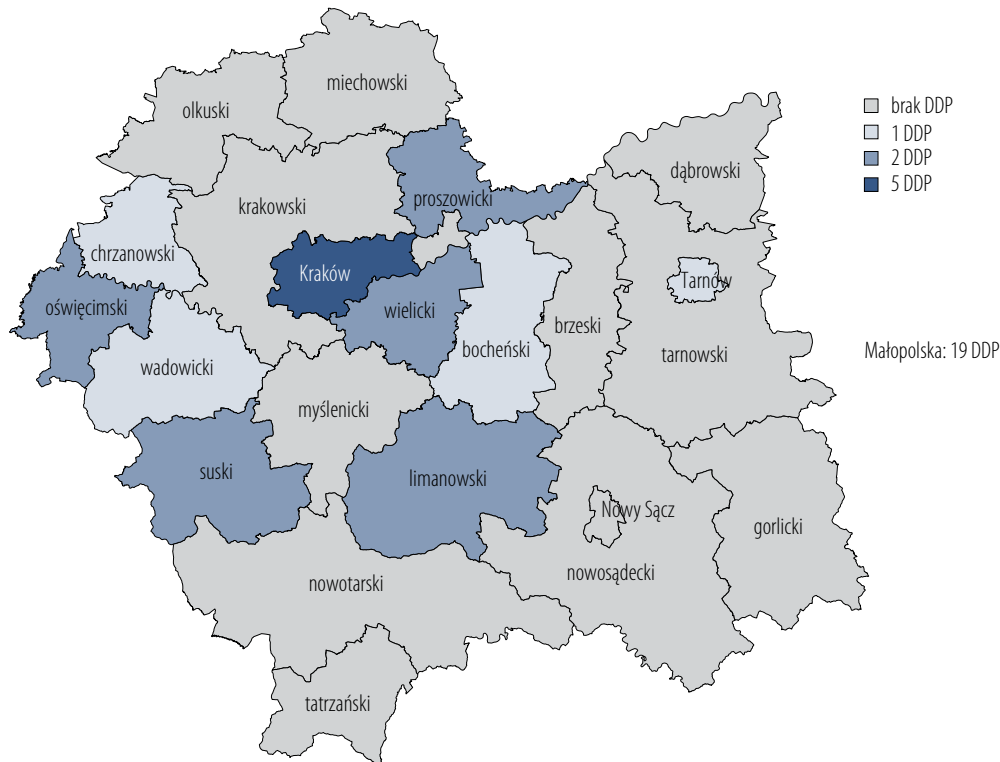 miechowski
olkuski
brak DDP
1 DDP
2 DDP
5 DDP
dąbrowski
proszowicki
krakowski
chrzanowski
Kraków
Tarnów
oświęcimski
wielicki
brzeski
bocheński
tarnowski
Małopolska: 19 DDP
wadowicki
myślenicki
suski
limanowski
Nowy Sącz
gorlicki
nowotarski
nowosądecki
tatrzański